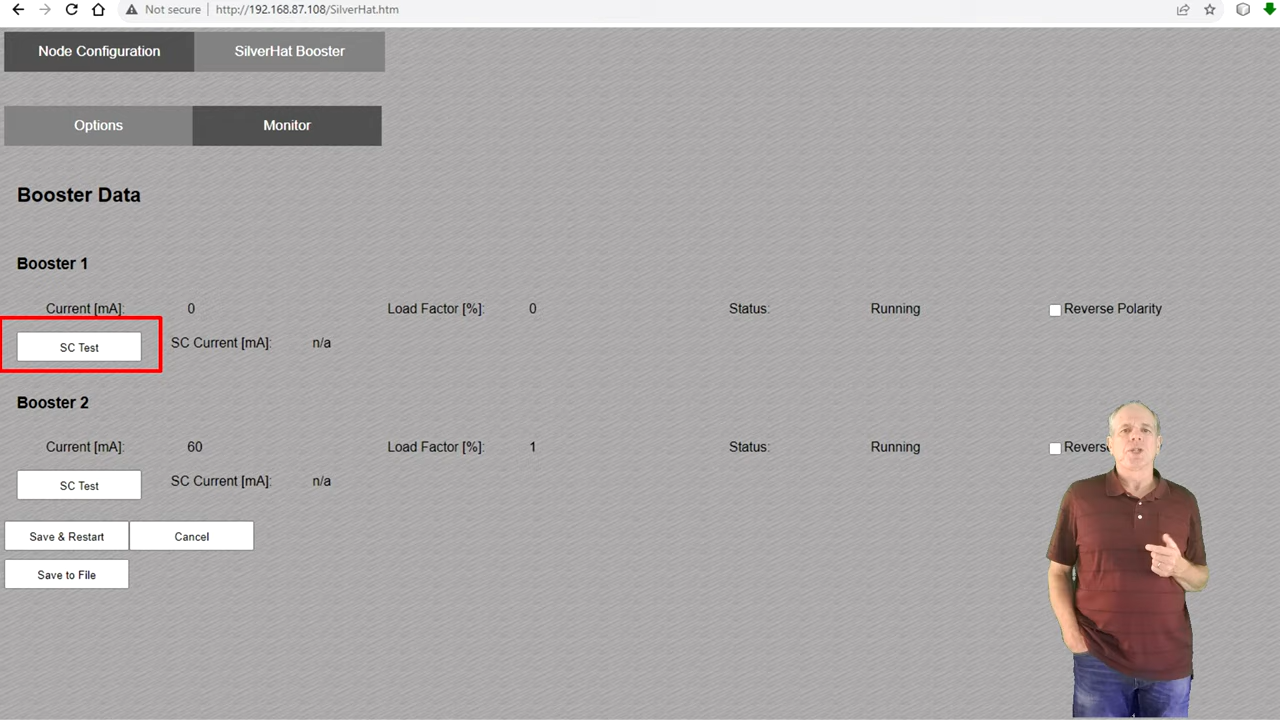 Not secure http://192.168.87.108/SilverHat.htm
Node Configuration SilverHat Booster
Options Monitor
Booster Data
Booster 1
Current [mA]: 0 Load Factor [%]: 0 Status: Running Reverse Polarity
SC Test SC Current [mA]: n/a
Booster 2
Current [mA]: 60 Load Factor [%]: 1 Status: Running Reverse
SC Test SC Current [mA]: n/a
Save & Restart Cancel
Save to File